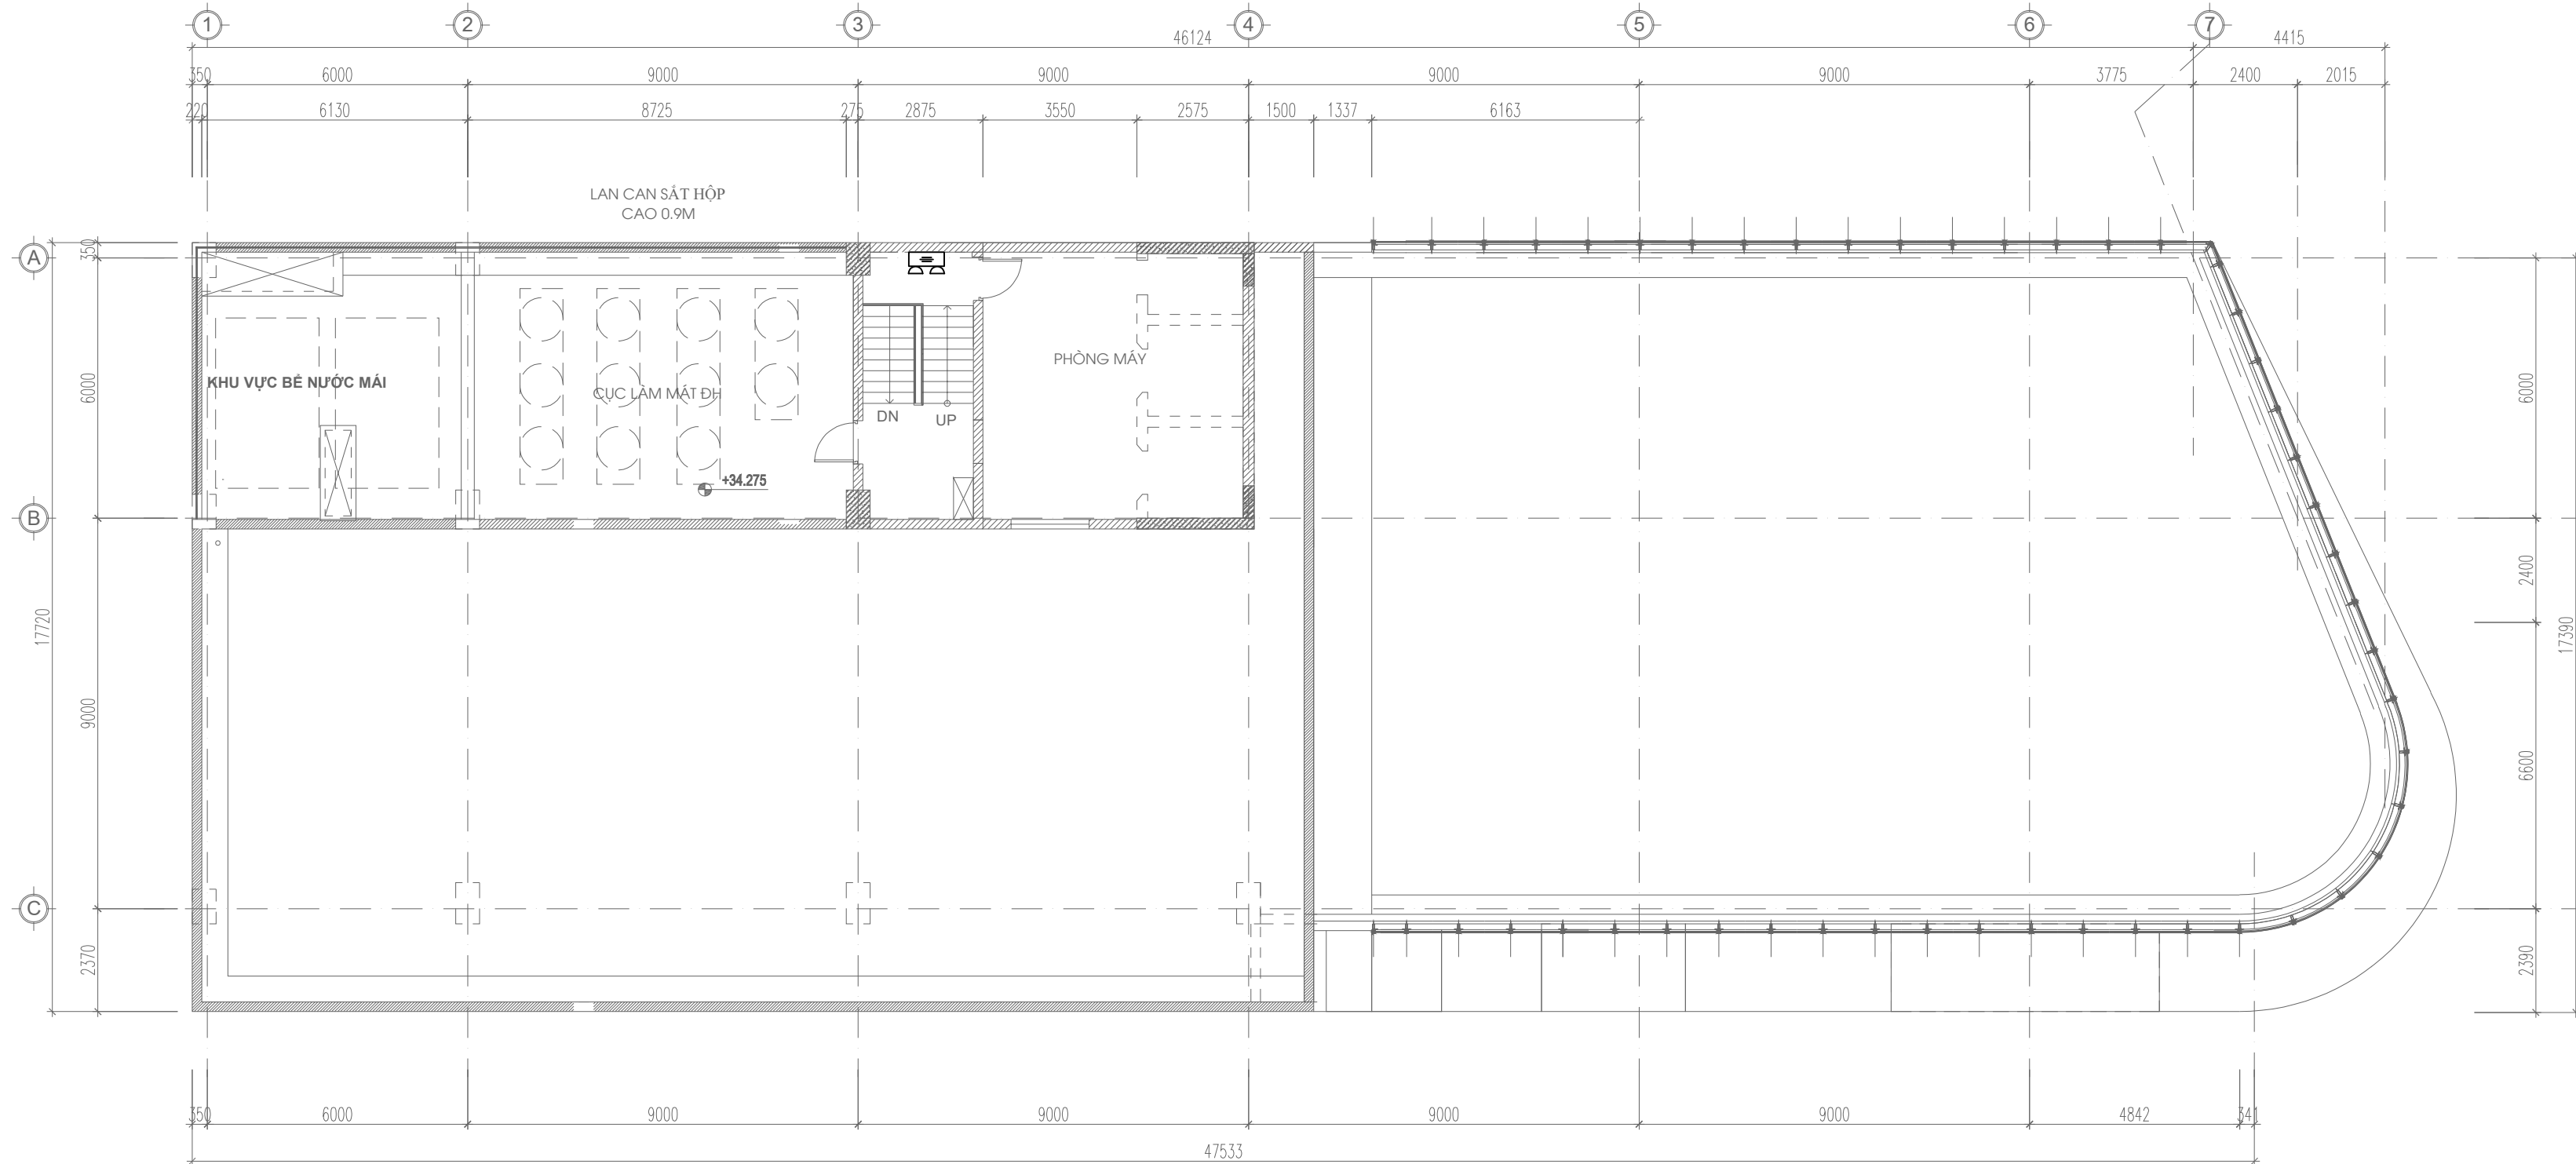 1 2 3 4 5 6 7
46124 4415
350 6000 9000 9000 9000 9000 3775 2400 2015
220 6130 8725 275 2875 3550 2575 1500 1337 6163
LAN CAN SẮT HỘP
CAO 0.9M
A
350
PHÒNG MÁY
KHU VỰC BỂ NƯỚC MÁI
6000
6000
CỤC LÀM MÁT ĐH
DN UP
+34.275
B
2400
17720
17390
9000
6600
C
2370
2390
350 6000 9000 9000 9000 9000 4842 341
47533